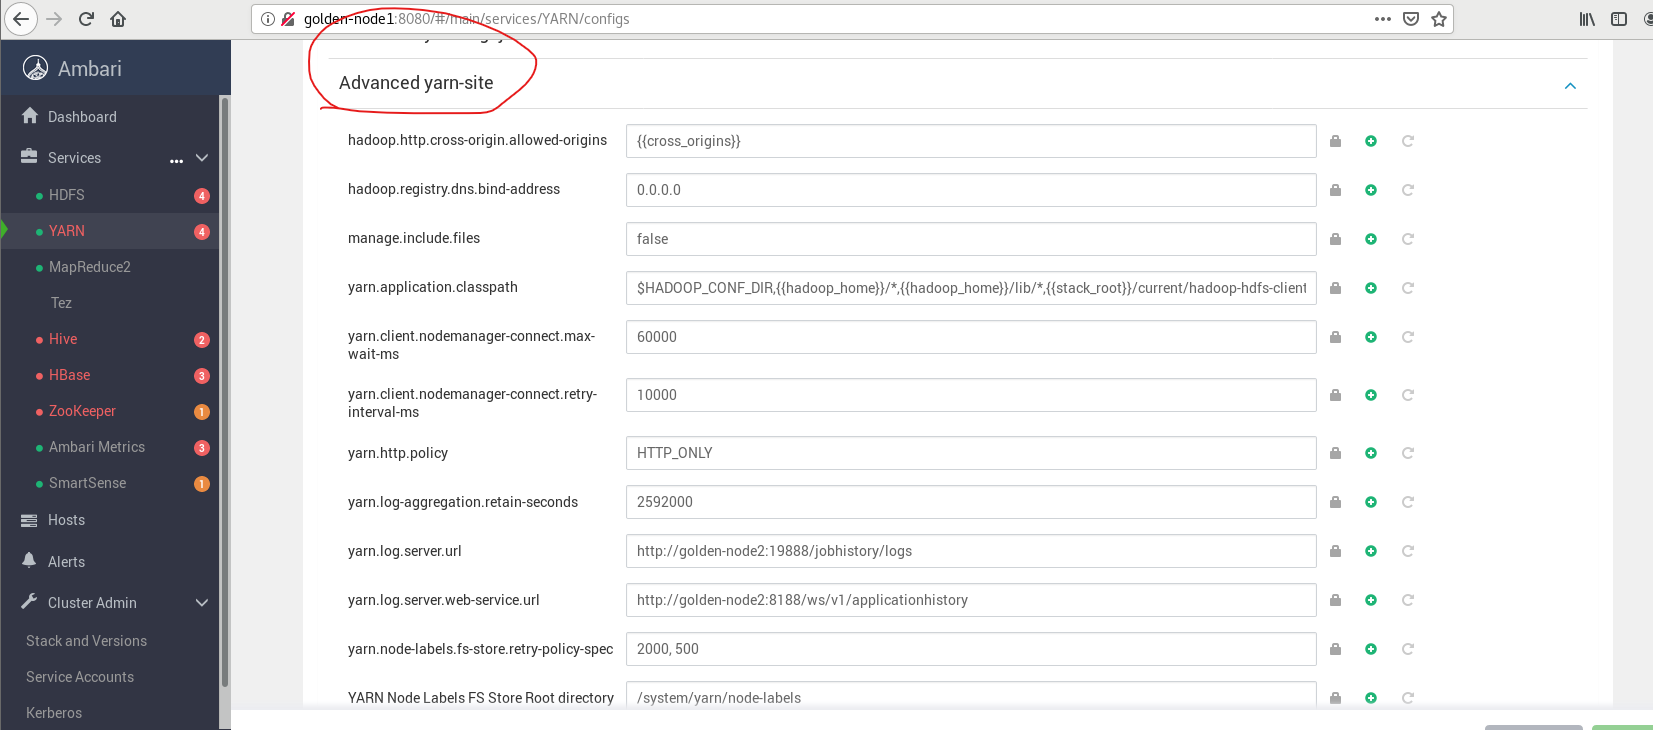 golden-node1:8080/#/main/services/YARN/configs
Ambari
Dashboard
Services
HDFS 4
YARN 4
MapReduce2
Tez
Hive 2
HBase 3
ZooKeeper 1
Ambari Metrics 3
SmartSense 1
Hosts
Alerts
Cluster Admin
Stack and Versions
Service Accounts
Kerberos
Advanced yarn-site
hadoop.http.cross-origin.allowed-origins {{cross_origins}}
hadoop.registry.dns.bind-address 0.0.0.0
manage.include.files false
yarn.application.classpath $HADOOP_CONF_DIR,{{hadoop_home}}/*,{{hadoop_home}}/lib/*,{{stack_root}}/current/hadoop-hdfs-client
yarn.client.nodemanager-connect.max-
wait-ms 60000
yarn.client.nodemanager-connect.retry-
interval-ms 10000
yarn.http.policy HTTP_ONLY
yarn.log-aggregation.retain-seconds 2592000
yarn.log.server.url http://golden-node2:19888/jobhistory/logs
yarn.log.server.web-service.url http://golden-node2:8188/ws/v1/applicationhistory
yarn.node-labels.fs-store.retry-policy-spec 2000, 500
YARN Node Labels FS Store Root directory /system/yarn/node-labels